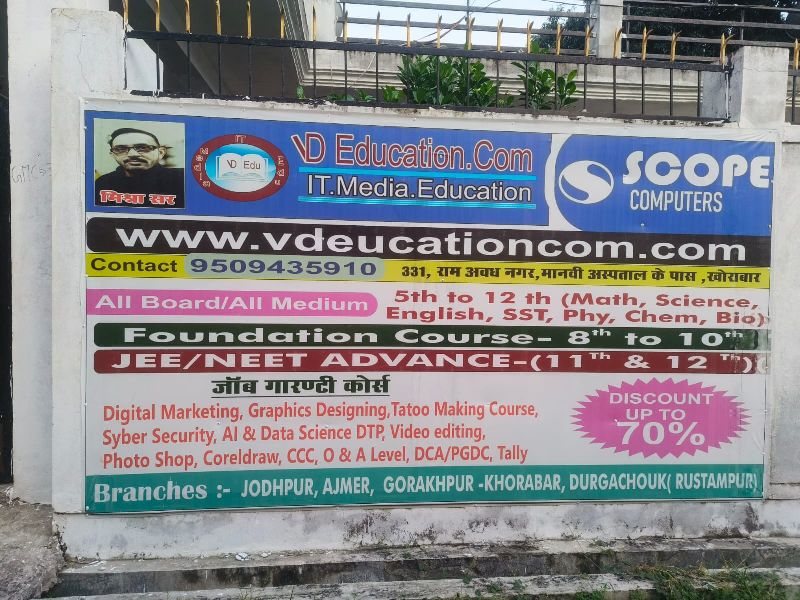 मिश्रा सर
VD Edu
VD Education.Com
IT.Media.Education
S SCOPE
COMPUTERS
www.vdeucationcom.com
Contact 9509435910 331, राम अवध नगर,मानवी अस्पताल के पास ,खोराबार
All Board/All Medium 5th to 12 th (Math, Science,
English, SST, Phy, Chem, Bio)
Foundation Course- 8th to 10th
JEE/NEET ADVANCE-(11Th & 12 Th)
जॉब गारण्टी कोर्स
Digital Marketing, Graphics Designing,Tatoo Making Course,
Syber Security, AI & Data Science DTP, Video editing,
Photo Shop, Coreldraw, CCC, O & A Level, DCA/PGDC, Tally
DISCOUNT
UP TO
70%
Branches :- JODHPUR, AJMER, GORAKHPUR -KHORABAR, DURGACHOUK( RUSTAMPUR)